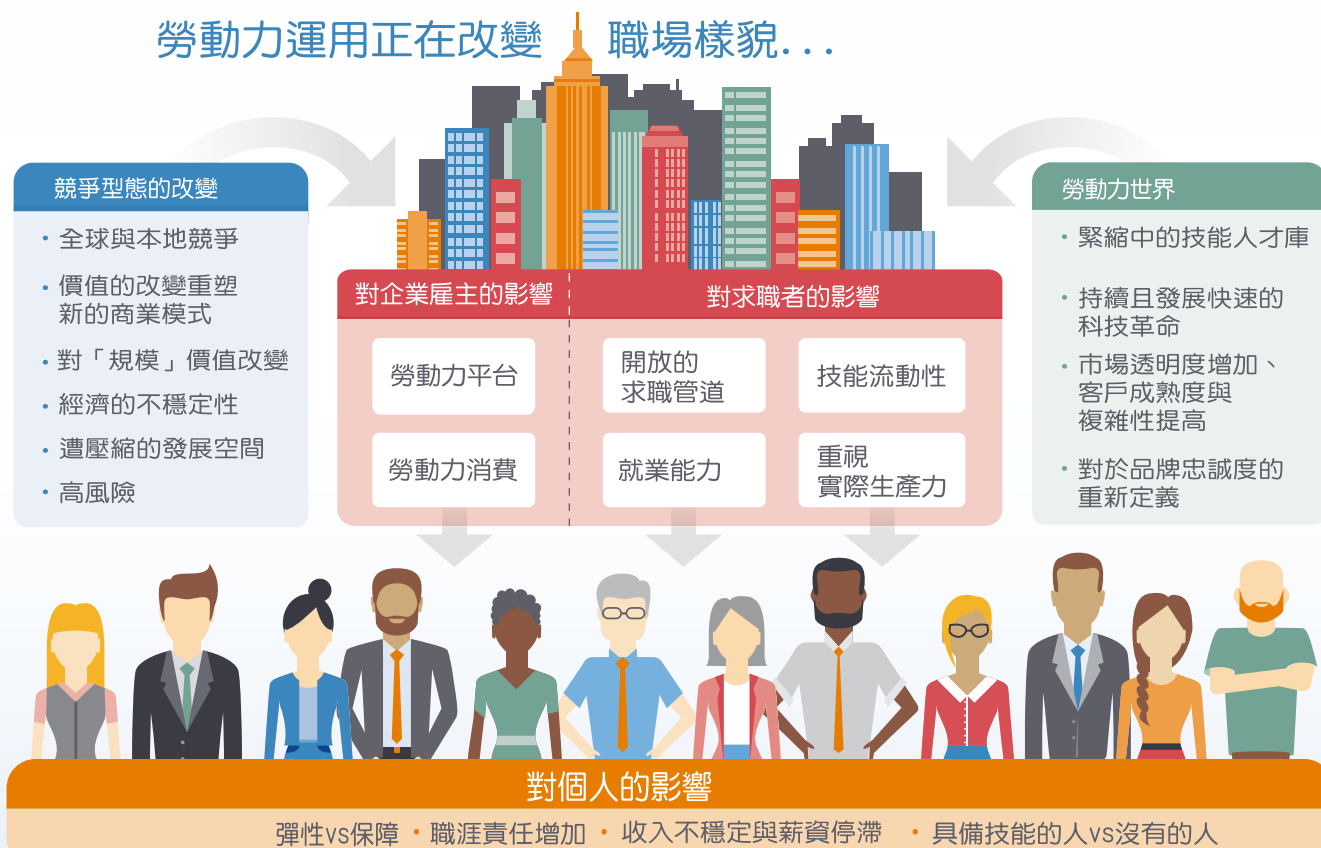 勞動力運用正在改變 職場樣貌...
競爭型態的改變
• 全球與本地競爭
• 價值的改變重塑
新的商業模式
• 對「規模」價值改變
• 經濟的不穩定性
• 遭壓縮的發展空間
• 高風險
對企業雇主的影響
勞動力平台
勞動力消費
對求職者的影響
開放的
求職管道
技能流動性
就業能力
重視
實際生產力
勞動力世界
• 緊縮中的技能人才庫
• 持續且發展快速的
科技革命
• 市場透明度增加、
客戶成熟度與
複雜性提高
• 對於品牌忠誠度的
重新定義
對個人的影響
彈性vs保障 • 職涯責任增加 • 收入不穩定與薪資停滯 • 具備技能的人vs沒有的人